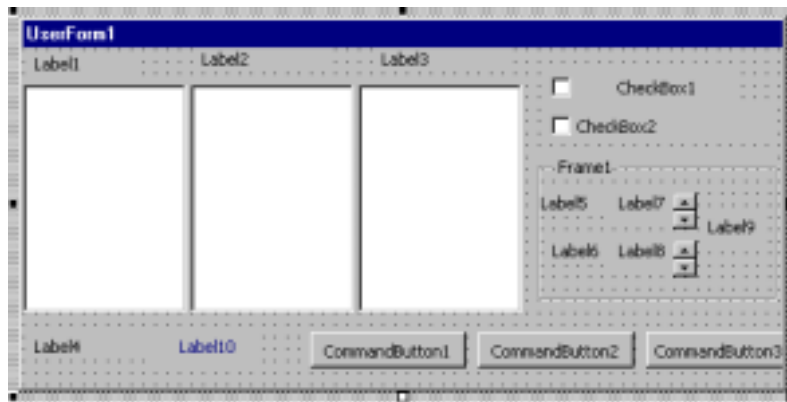 UserForm1
Label1 Label2 Label3
CheckBox1
CheckBox2
Frame1
Label5 Label7
Label9
Label6 Label8
Label4 Label10 CommandButton1 CommandButton2 CommandButton3